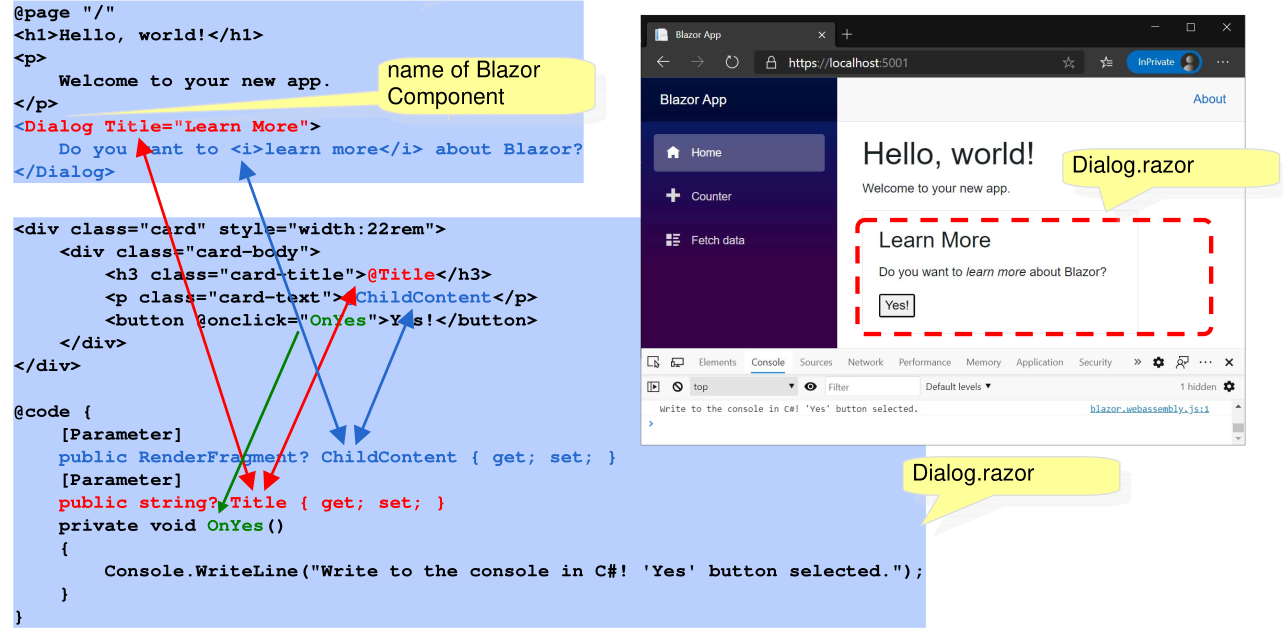 @page "/"
<h1>Hello, world!</h1>
<p>
    Welcome to your new app.
</p>
<Dialog Title="Learn More">
    Do you want to <i>learn more</i> about Blazor?
</Dialog>
name of Blazor
Component
<div class="card" style="width:22rem">
    <div class="card-body">
        <h3 class="card-title">@Title</h3>
        <p class="card-text">@ChildContent</p>
        <button @onclick="OnYes">Yes!</button>
    </div>
</div>
@code {
    [Parameter]
    public RenderFragment? ChildContent { get; set; }
    [Parameter]
    public string? Title { get; set; }
    private void OnYes()
    {
        Console.WriteLine("Write to the console in C#! 'Yes' button selected.");
    }
}
Blazor App
https://localhost:5001
InPrivate
Blazor App
About
Home
Counter
Fetch data
Hello, world!
Welcome to your new app.
Dialog.razor
Learn More
Do you want to learn more about Blazor?
Yes!
Elements Console Sources Network Performance Memory Application Security
top Filter Default levels ▼ 1 hidden
Write to the console in C#! 'Yes' button selected. blazor.webassembly.js:1
Dialog.razor